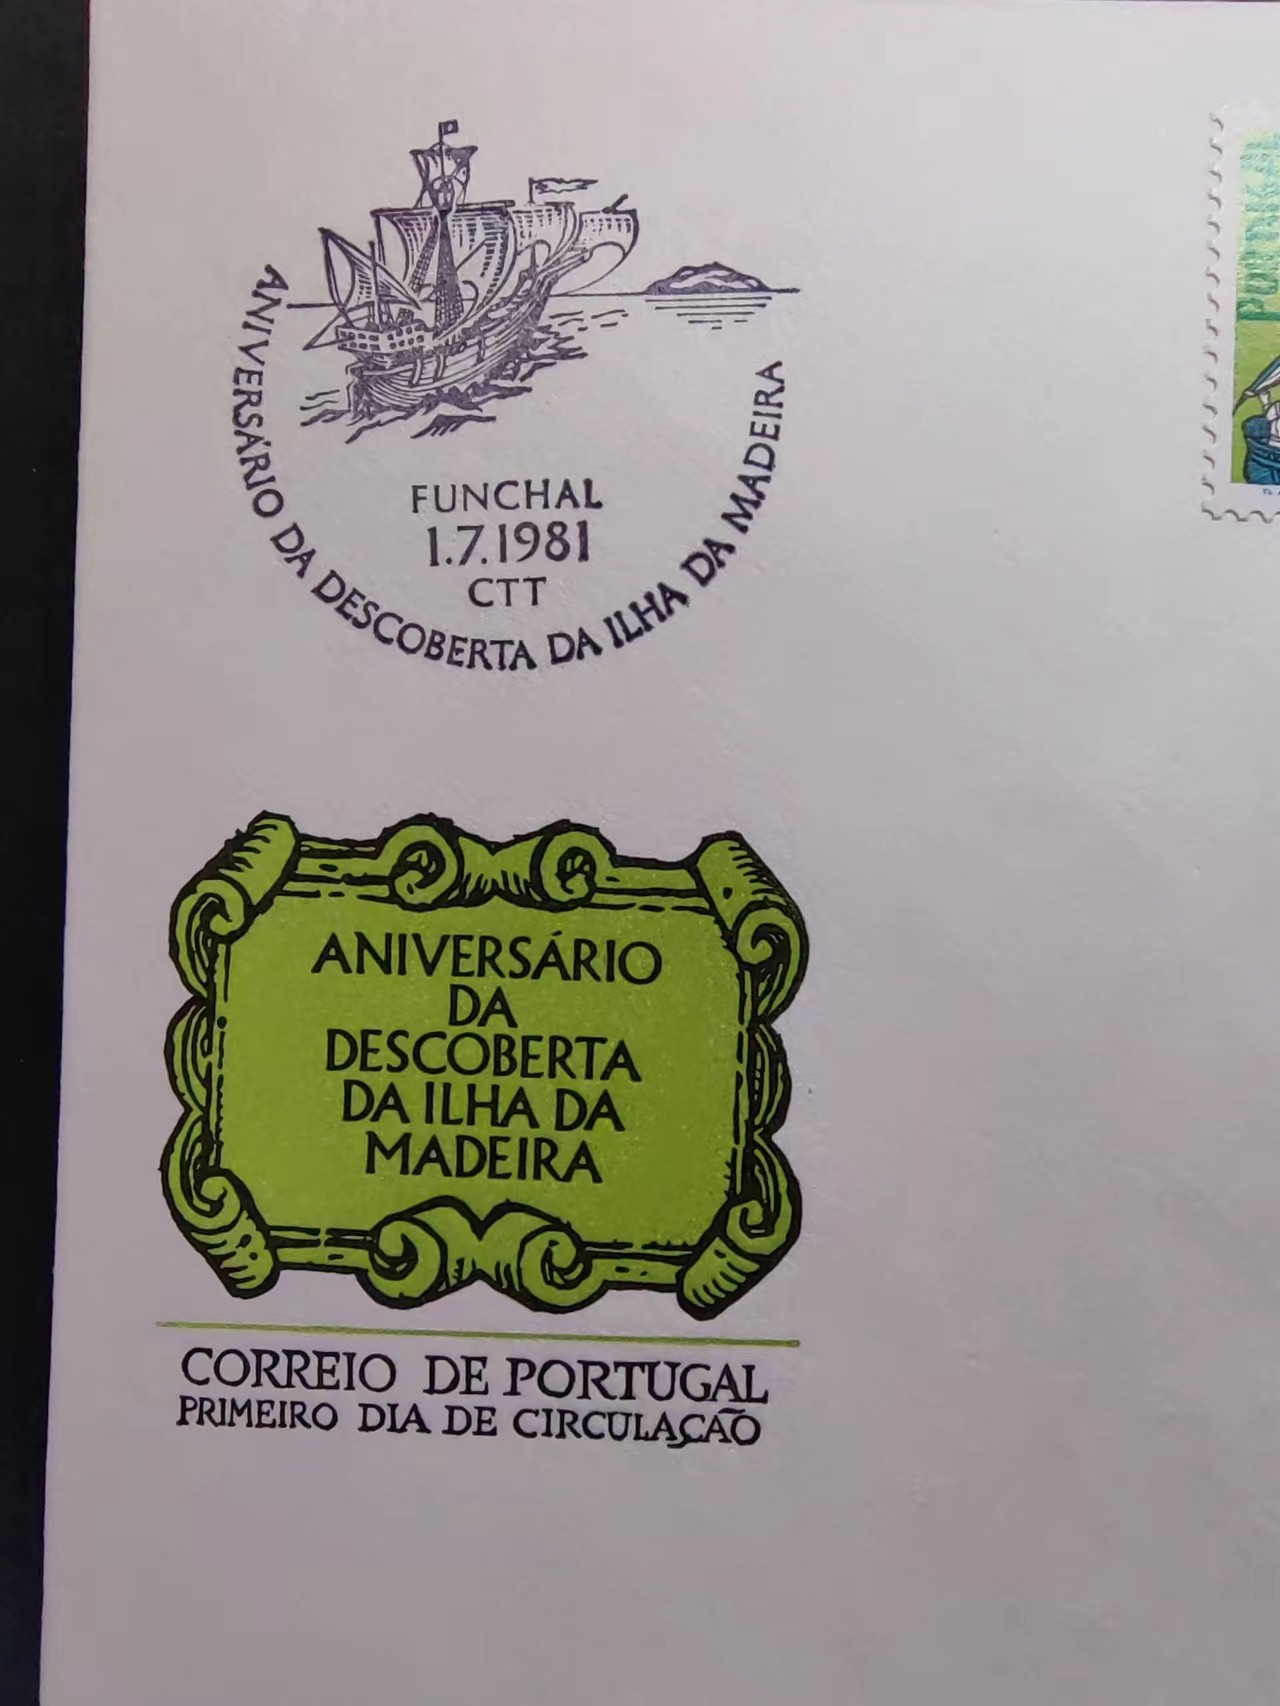 ANIVERSÁRIO DA DESCOBERTA DA ILHA DA MADEIRA
FUNCHAL
1.7.1981
CTT
ANIVERSÁRIO
DA
DESCOBERTA
DA ILHA DA
MADEIRA
CORREIO DE PORTUGAL
PRIMEIRO DIA DE CIRCULAÇÃO